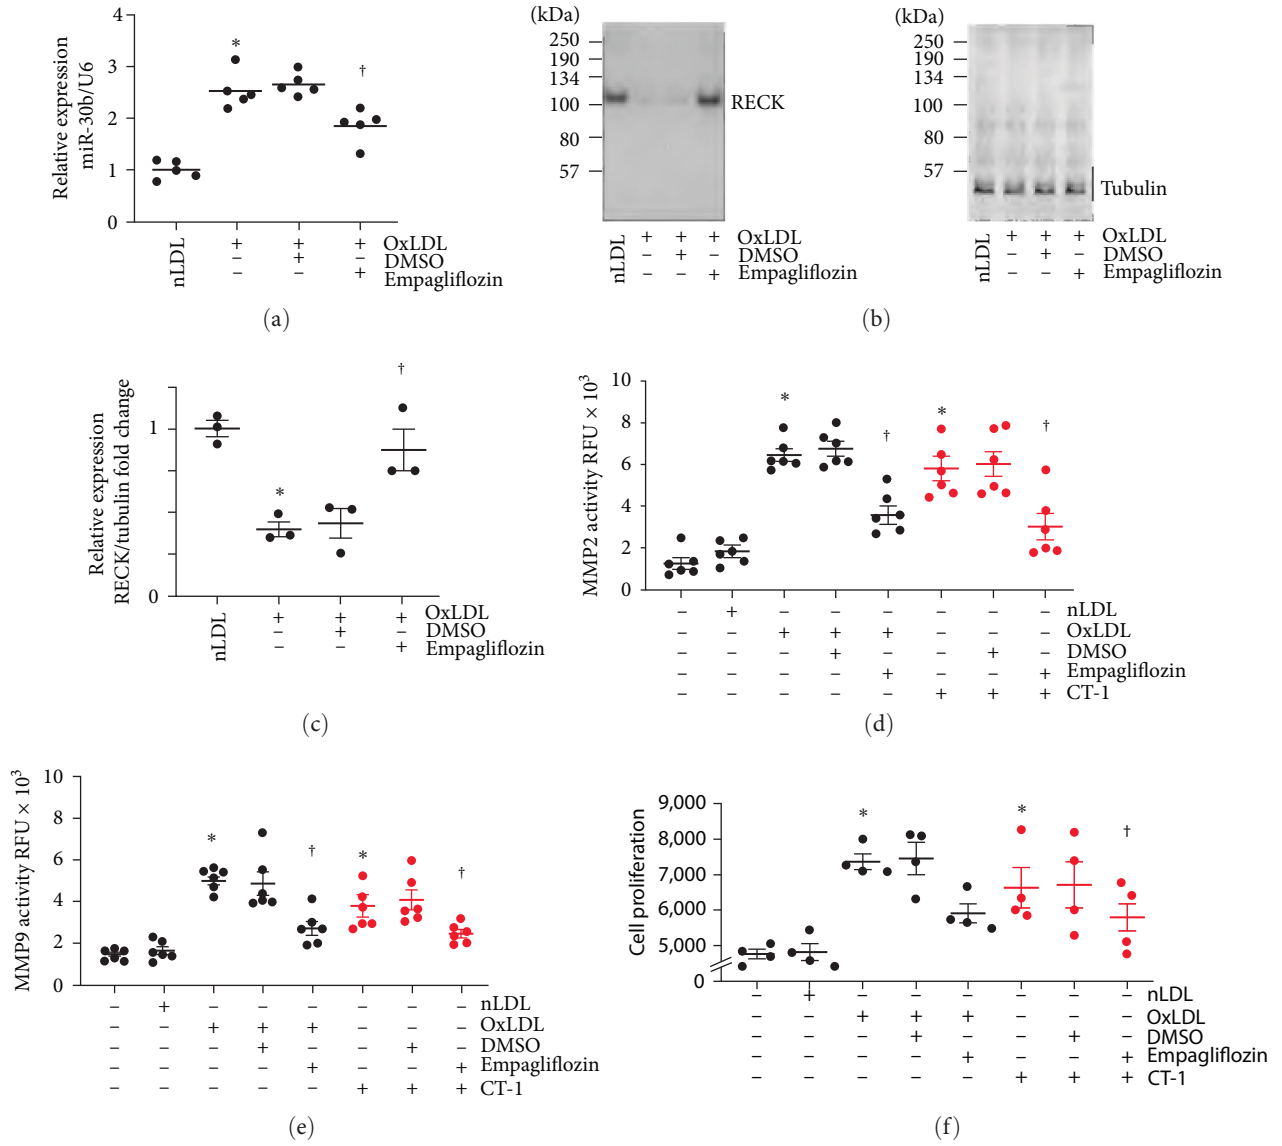 Relative expression
miR-30b/U6
4
3
2
1
0
*
†
nLDL
+ + + OxLDL
− + − DMSO
− − + Empagliflozin
(a)
(kDa)
250
190
134
100
80
57
RECK
nLDL
+ + + OxLDL
− + − DMSO
− − + Empagliflozin
(kDa)
250
190
134
100
80
57
Tubulin
nLDL
+ + + OxLDL
− + − DMSO
− − + Empagliflozin
(b)
Relative expression
RECK/tubulin fold change
1
0
*
†
nLDL
+ + + OxLDL
− + − DMSO
− − + Empagliflozin
(c)
MMP2 activity RFU × 10³
10
8
6
4
2
0
*
†
*
†
− + − − − − − − nLDL
− − + + + − − − OxLDL
− − − + − − + − DMSO
− − − − + − − + Empagliflozin
− − − − − + + + CT-1
(d)
MMP9 activity RFU × 10³
10
8
6
4
2
0
*
†
*
†
− + − − − − − − nLDL
− − + + + − − − OxLDL
− − − + − − + − DMSO
− − − − + − − + Empagliflozin
− − − − − + + + CT-1
(e)
Cell proliferation
9,000
8,000
7,000
6,000
5,000
0
*
*
†
− + − − − − − − nLDL
− − + + + − − − OxLDL
− − − + − − + − DMSO
− − − − + − − + Empagliflozin
− − − − − + + + CT-1
(f)